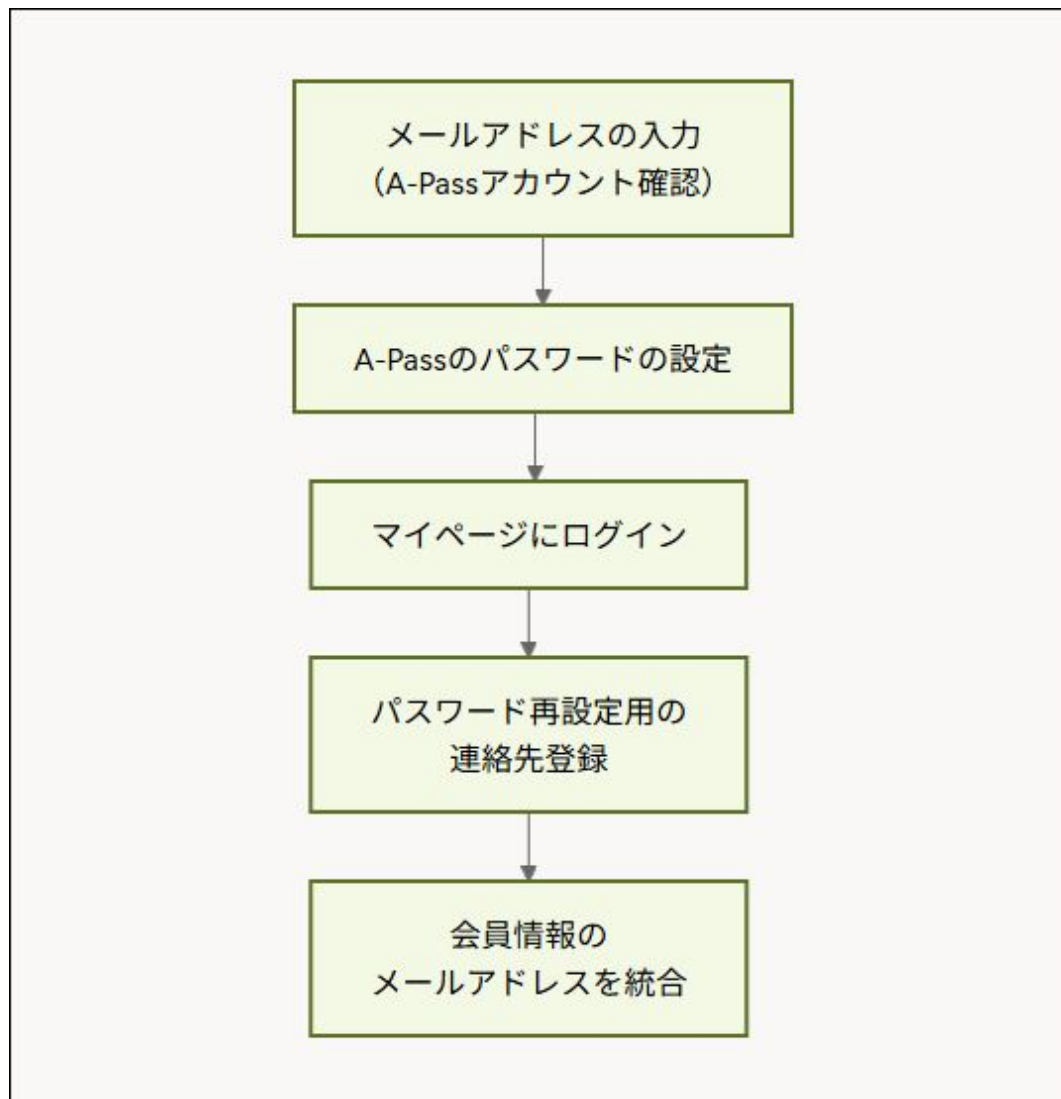 メールアドレスの入力
（A-Passアカウント確認）
A-Passのパスワードの設定
マイページにログイン
パスワード再設定用の
連絡先登録
会員情報の
メールアドレスを統合